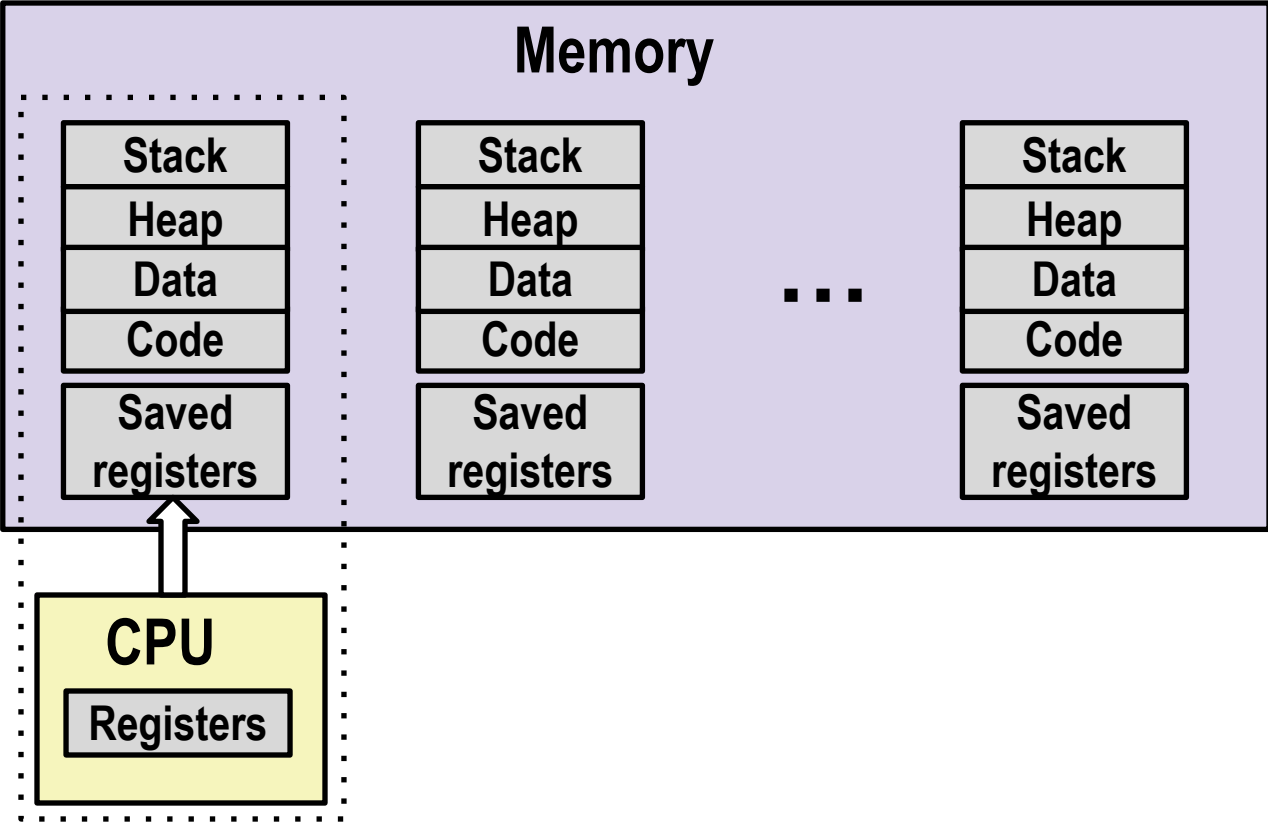 Memory
Stack
Heap
Data
Code
Saved
registers
Stack
Heap
Data
Code
Saved
registers
...
Stack
Heap
Data
Code
Saved
registers
CPU
Registers